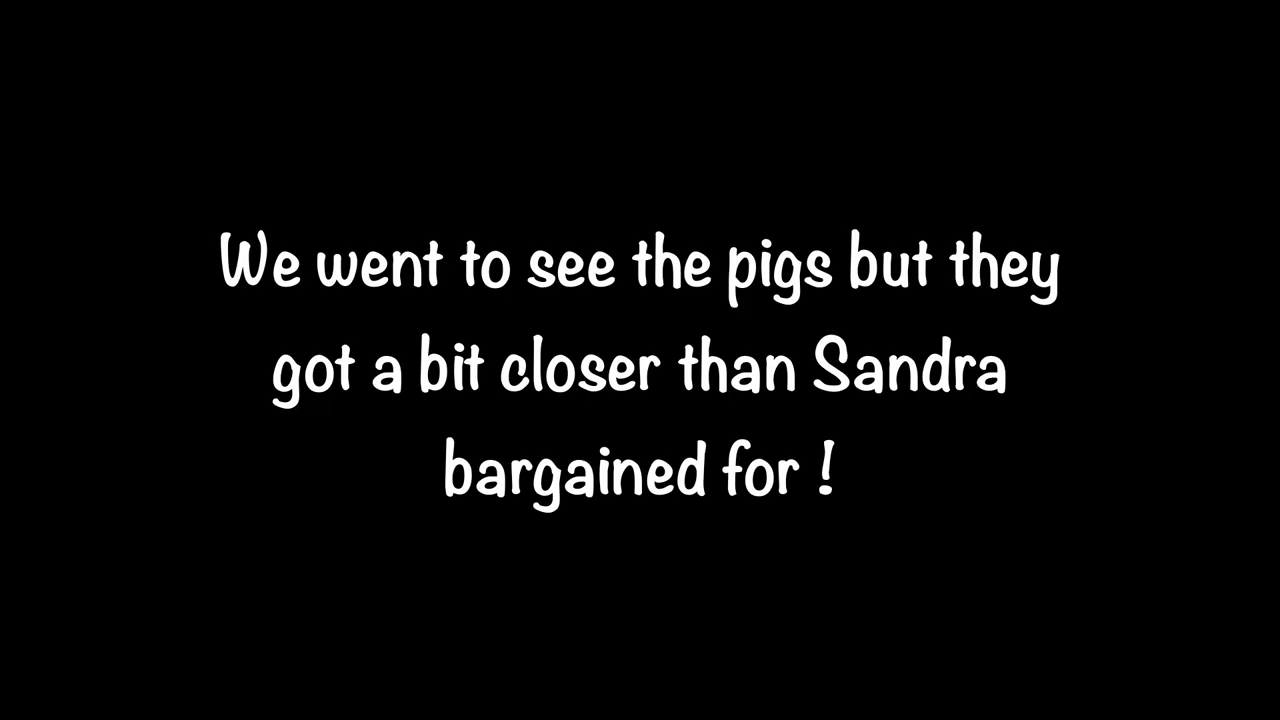 We went to see the pigs but they
got a bit closer than Sandra
bargained for !